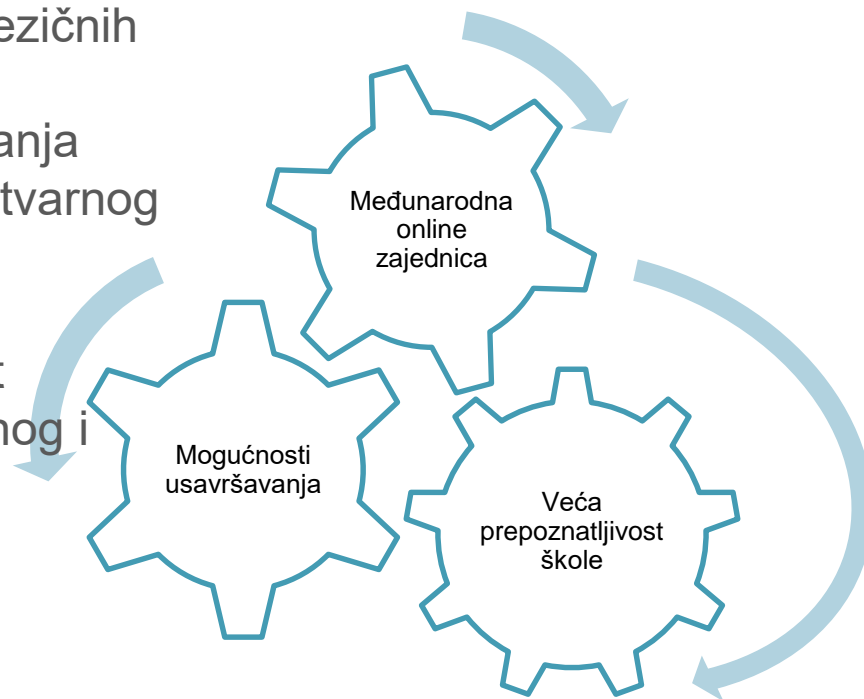 ezičnih
anja
tvarnog
nog i
Međunarodna
online
zajednica
Mogućnosti
usavršavanja
Veća
prepoznatljivost
škole